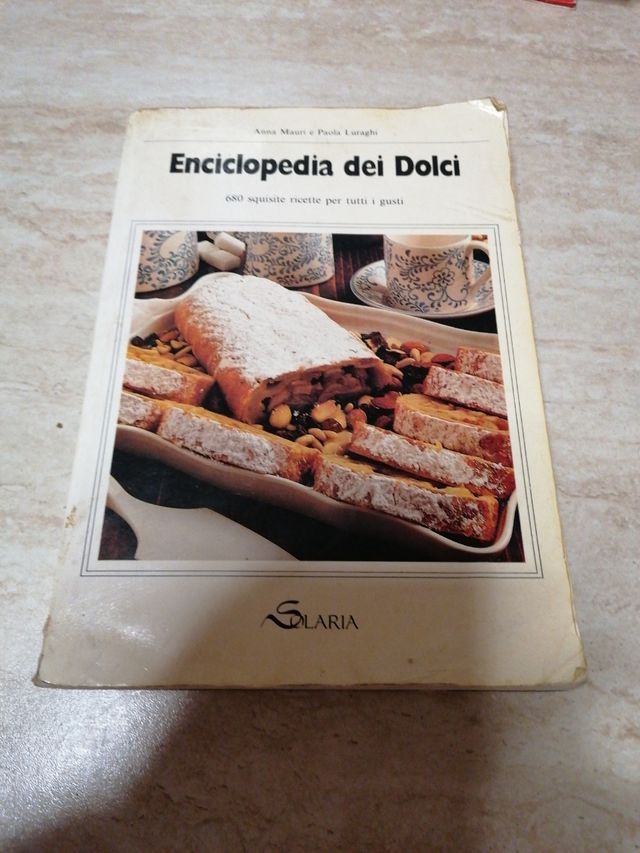 Anna Mauri e Paola Luraghi
Enciclopedia dei Dolci
680 squisite ricette per tutti i gusti
SOLARIA